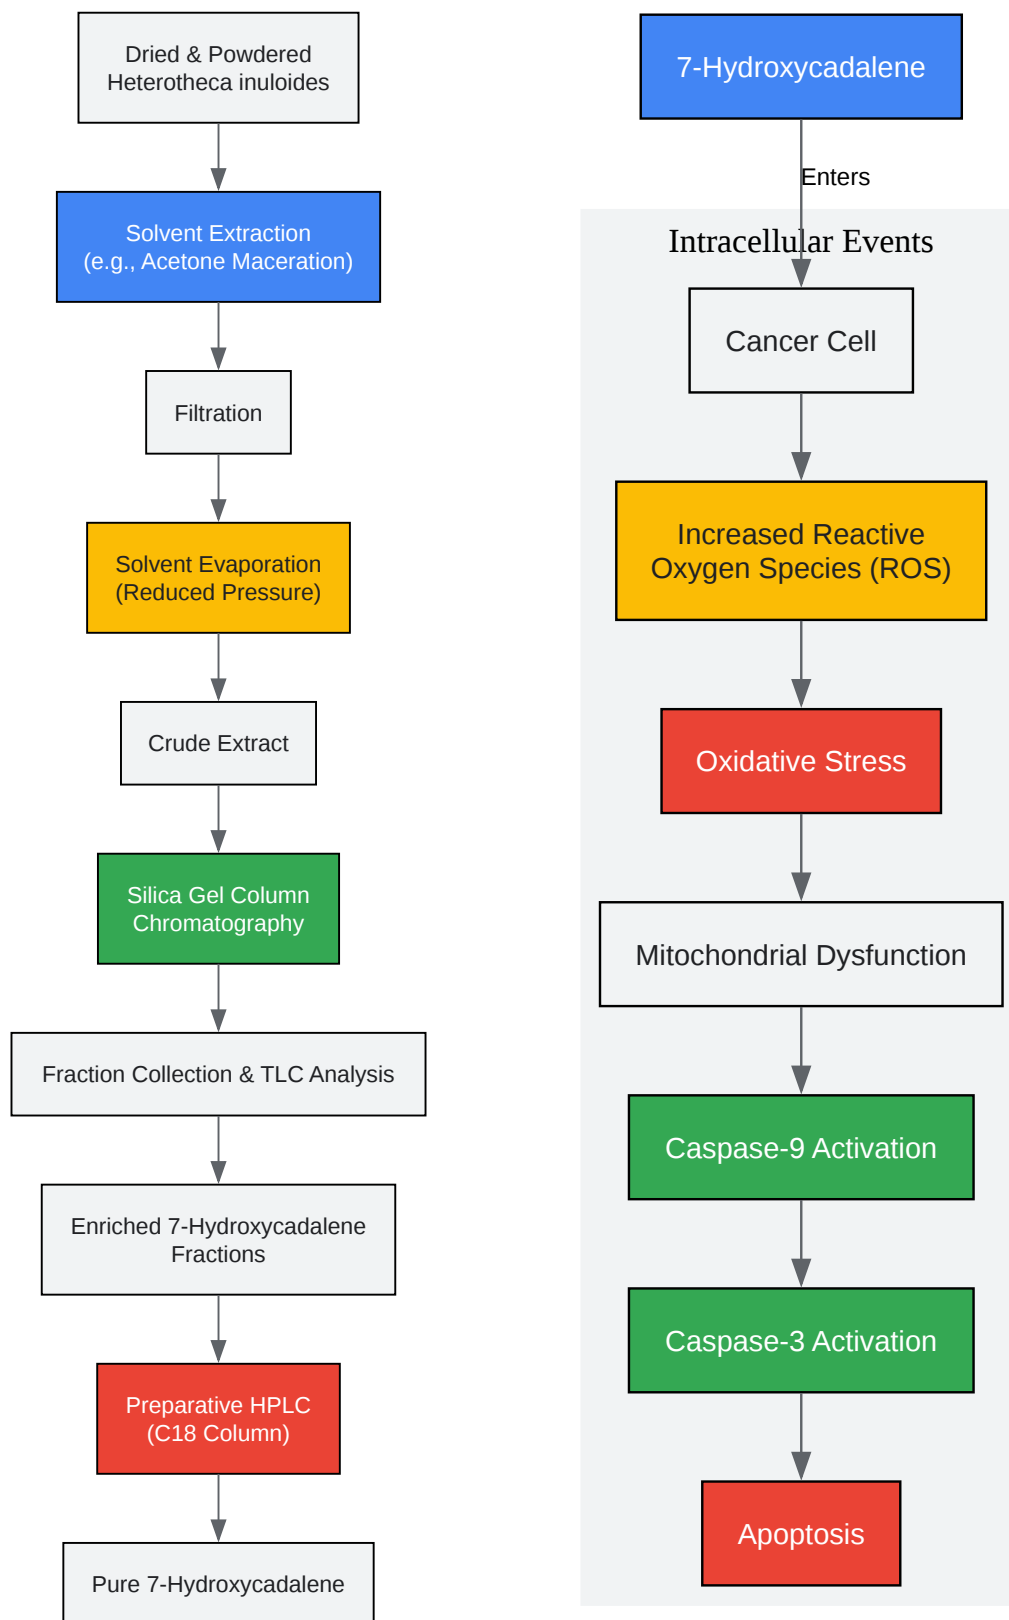 Dried & Powdered
Heterotheca inuloides
Solvent Extraction
(e.g., Acetone Maceration)
Filtration
Solvent Evaporation
(Reduced Pressure)
Crude Extract
Silica Gel Column
Chromatography
Fraction Collection & TLC Analysis
Enriched 7-Hydroxycadalene
Fractions
Preparative HPLC
(C18 Column)
Pure 7-Hydroxycadalene
7-Hydroxycadalene
Enters
Intracellular Events
Cancer Cell
Increased Reactive
Oxygen Species (ROS)
Oxidative Stress
Mitochondrial Dysfunction
Caspase-9 Activation
Caspase-3 Activation
Apoptosis